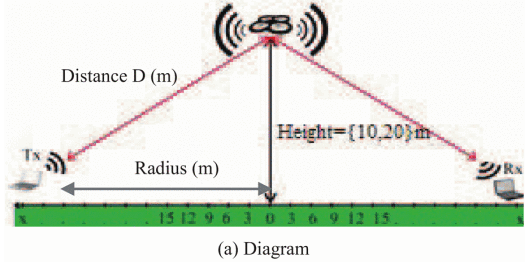 Distance D (m)
Height={10,20}m
Tx
Radius (m)
Rx
x . . . . . 15 12 9 6 3 0 3 6 9 12 15 . . . . . x
(a) Diagram